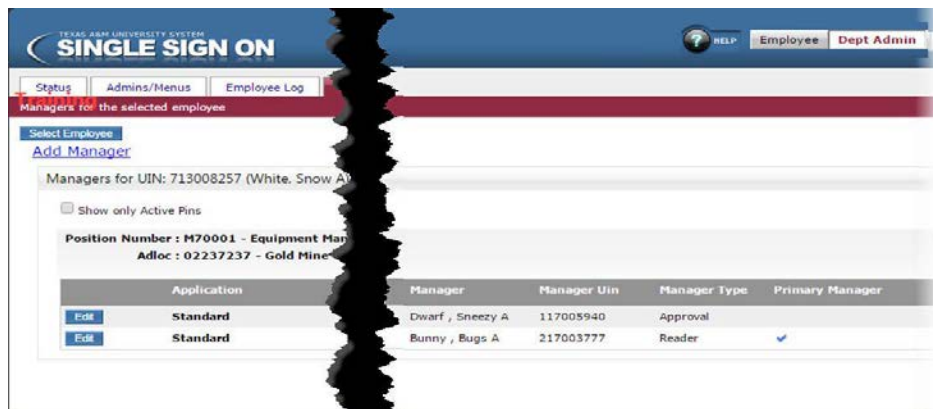 TEXAS A&M UNIVERSITY SYSTEM
SINGLE SIGN ON
HELP Employee Dept Admin
Status Admins/Menus Employee Log
Training
Managers for the selected employee
Select Employee
Add Manager
Managers for UIN: 713008257 (White, Snow A)
Show only Active Pins
Position Number : M70001 - Equipment Man
Adloc : 02237237 - Gold Mine
Application Manager Manager Uin Manager Type Primary Manager
Edit Standard Dwarf , Sneezy A 117005940 Approval
Edit Standard Bunny , Bugs A 217003777 Reader